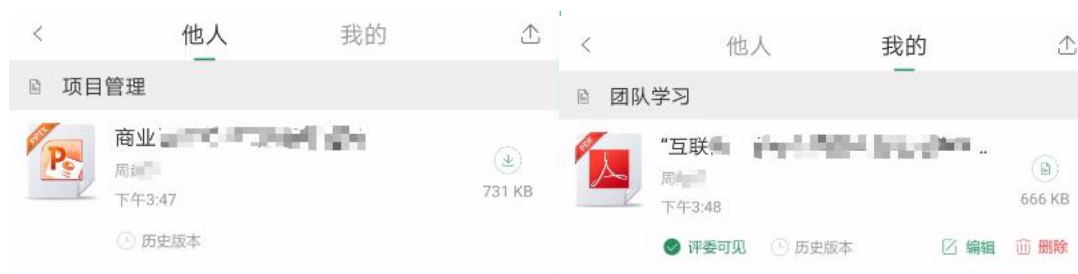 他人 我的
项目管理
PPTX
商业
周
下午3:47
731 KB
历史版本
他人 我的
团队学习
PDF
“互联 ..
周
下午3:48
666 KB
评委可见 历史版本 编辑 删除